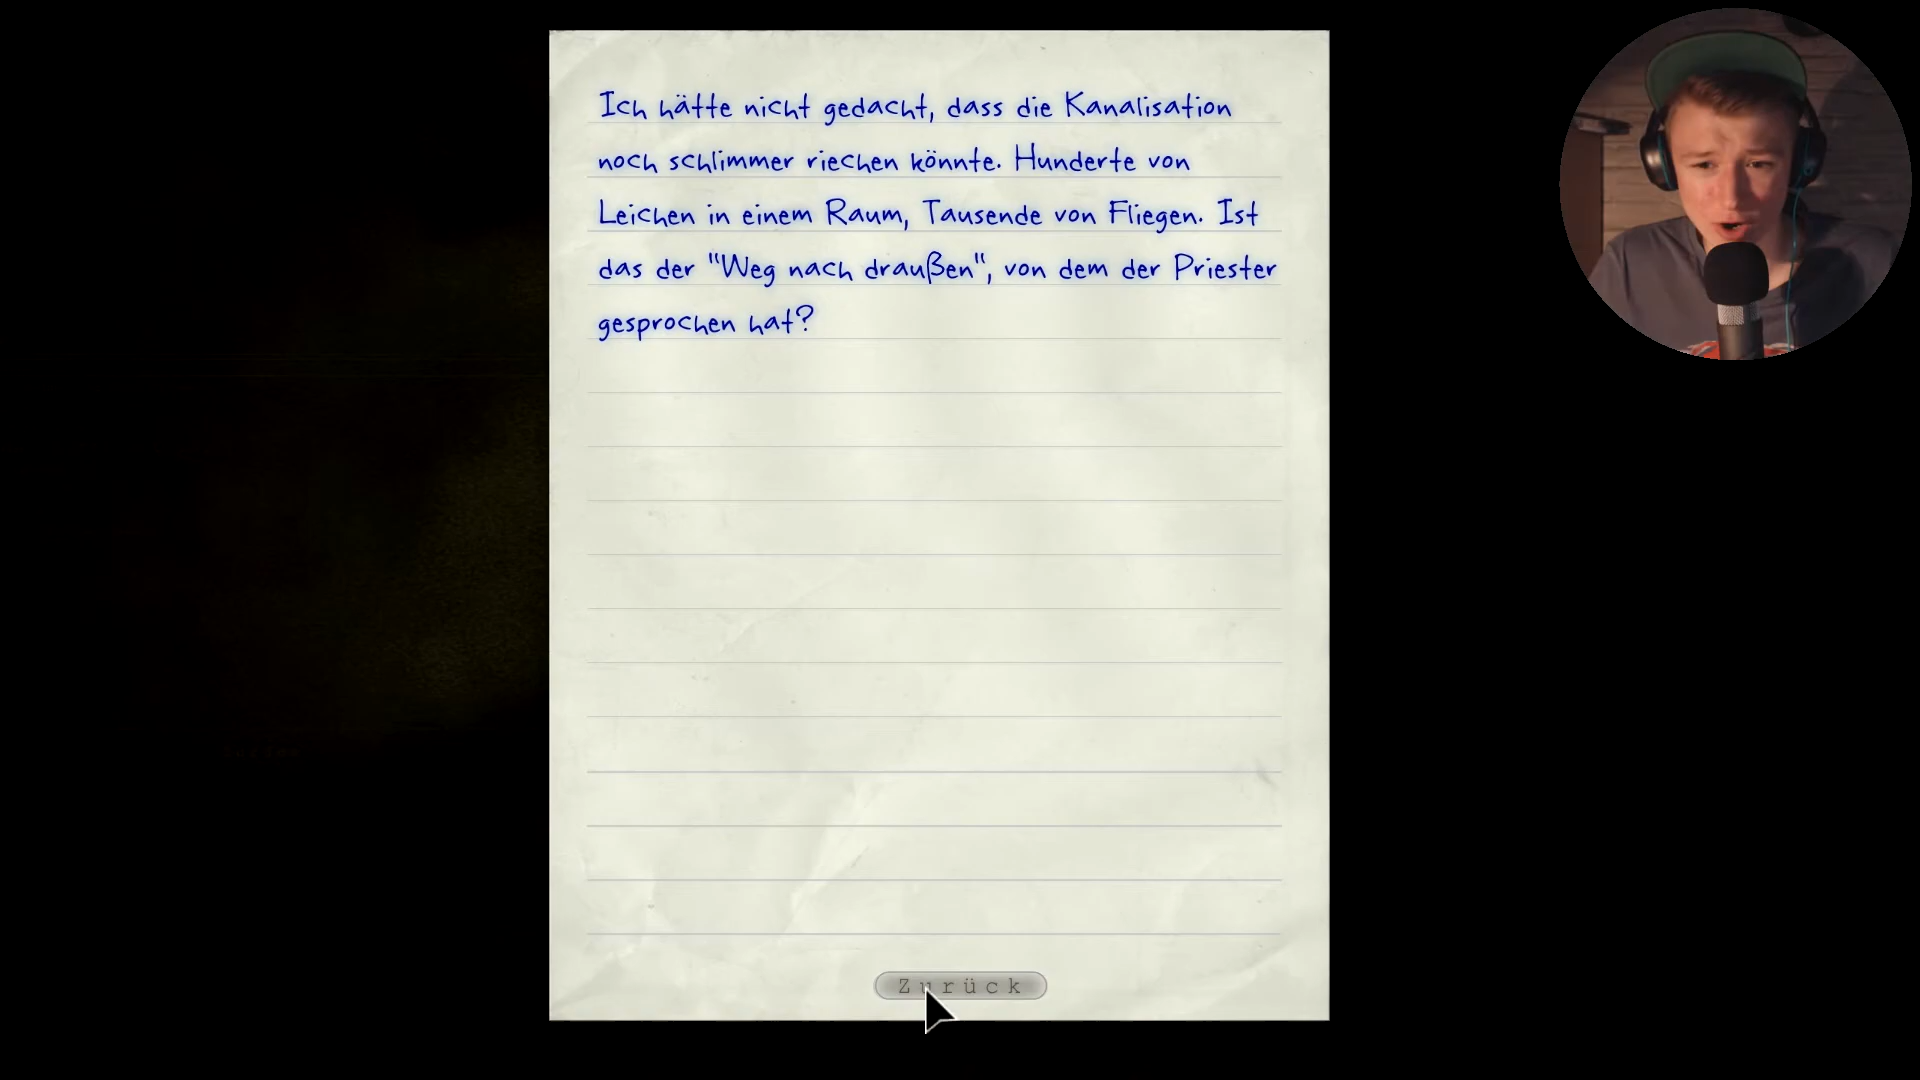 Ich hätte nicht gedacht, dass die Kanalisation
noch schlimmer riechen könnte. Hunderte von
Leichen in einem Raum, Tausende von Fliegen. Ist
das der "Weg nach draußen", von dem der Priester
gesprochen hat?
Zurück